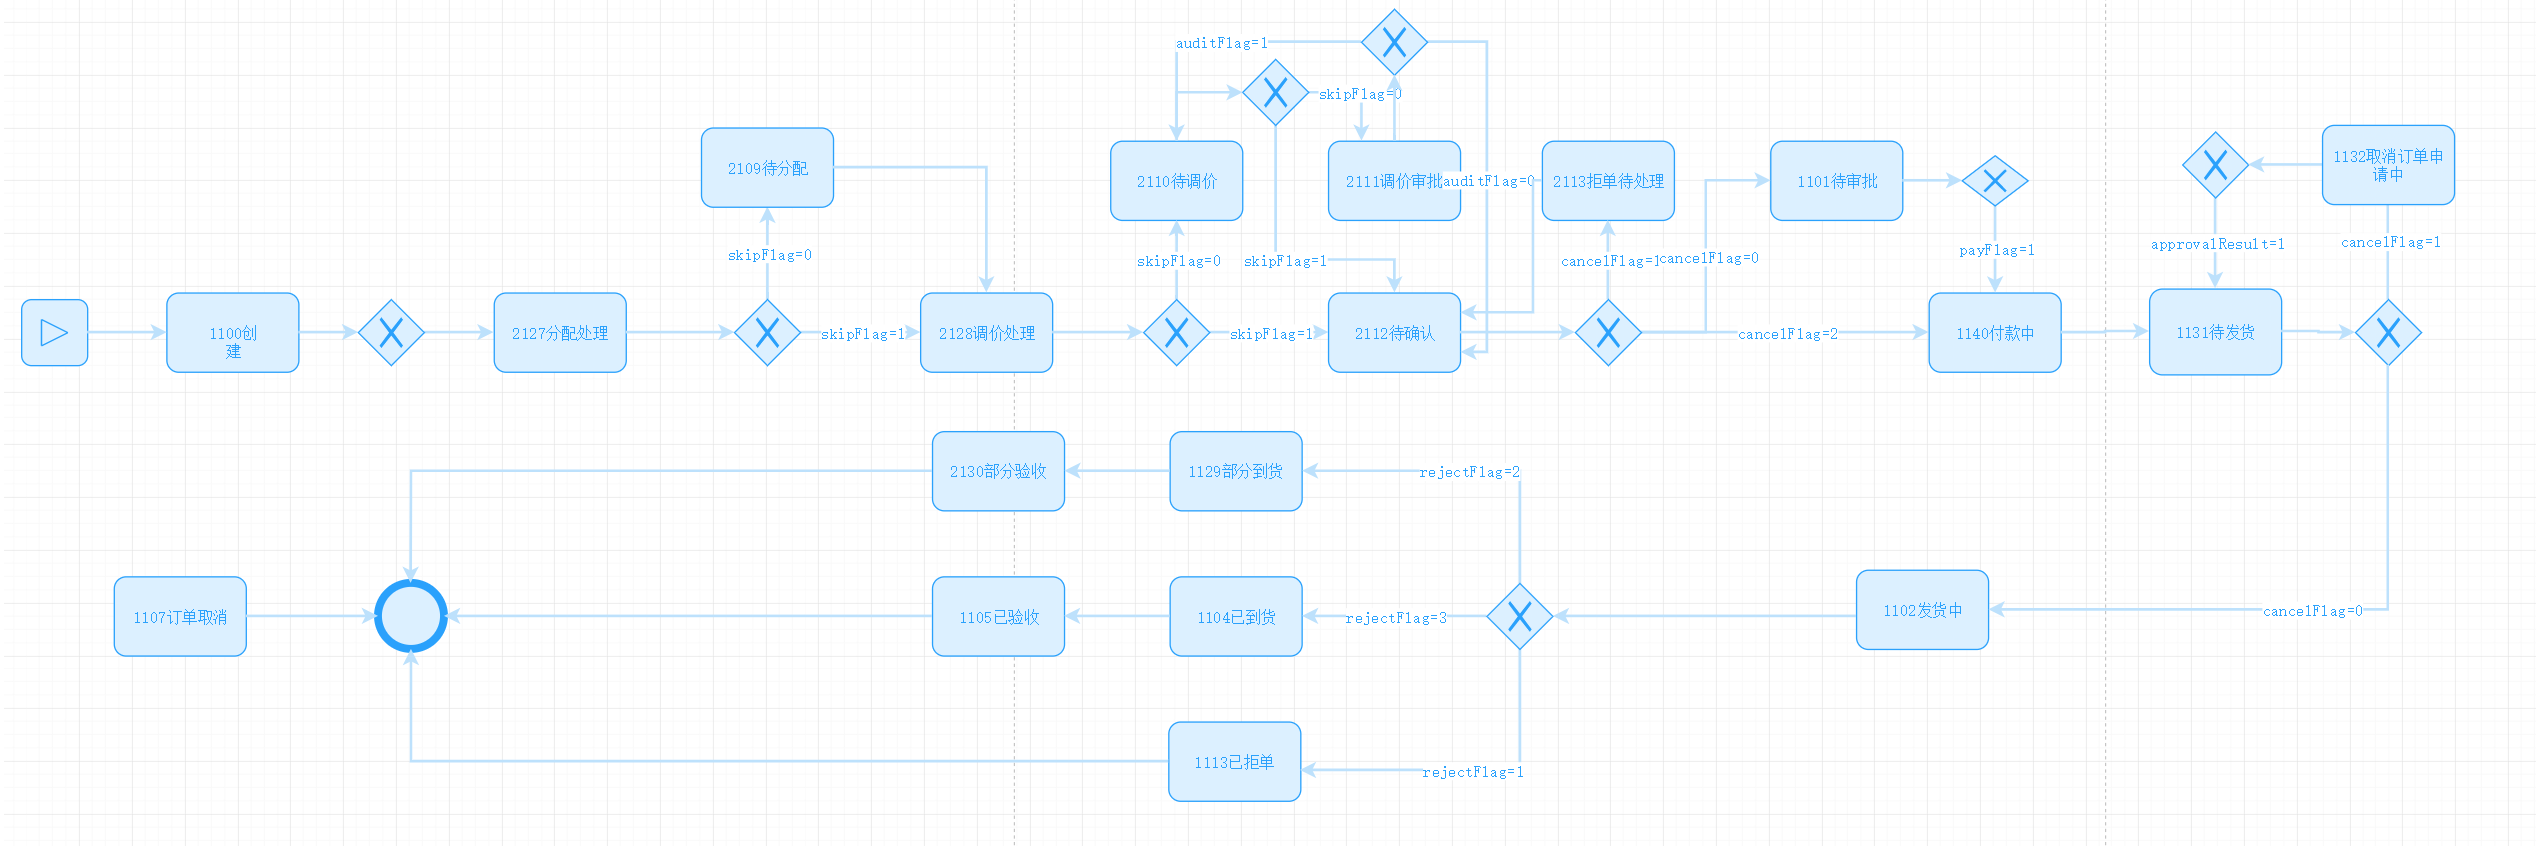 auditFlag=1
skipFlag=0
2109待分配
2110待调价
2111调价审批
auditFlag=0
2113拒单待处理
1101待审批
1132取消订单申
请中
skipFlag=0
skipFlag=0
skipFlag=1
cancelFlag=1
cancelFlag=0
payFlag=1
approvalResult=1
cancelFlag=1
1100创
建
2127分配处理
skipFlag=1
2128调价处理
skipFlag=1
2112待确认
cancelFlag=2
1140付款中
1131待发货
2130部分验收
1129部分到货
rejectFlag=2
1107订单取消
1105已验收
1104已到货
rejectFlag=3
1102发货中
cancelFlag=0
1113已拒单
rejectFlag=1